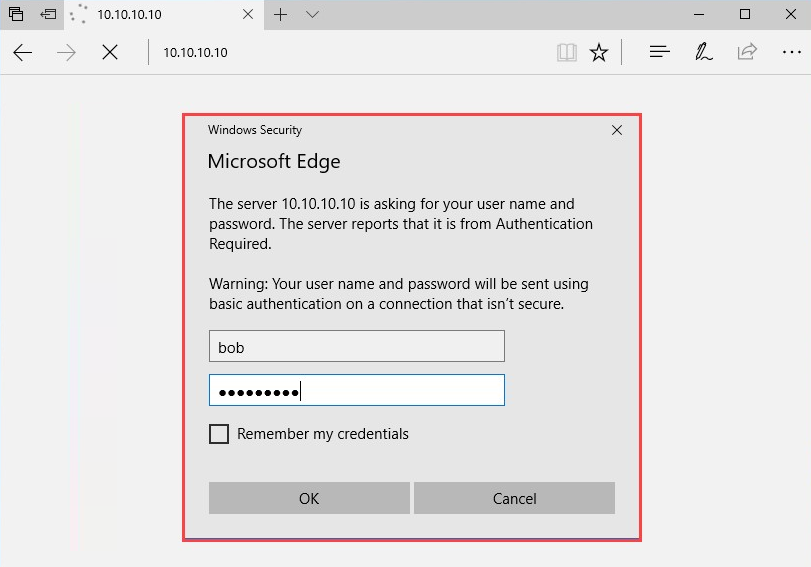 10.10.10.10
10.10.10.10
Windows Security
Microsoft Edge
The server 10.10.10.10 is asking for your user name and
password. The server reports that it is from Authentication
Required.
Warning: Your user name and password will be sent using
basic authentication on a connection that isn't secure.
bob
●●●●●●●●●
Remember my credentials
OK
Cancel